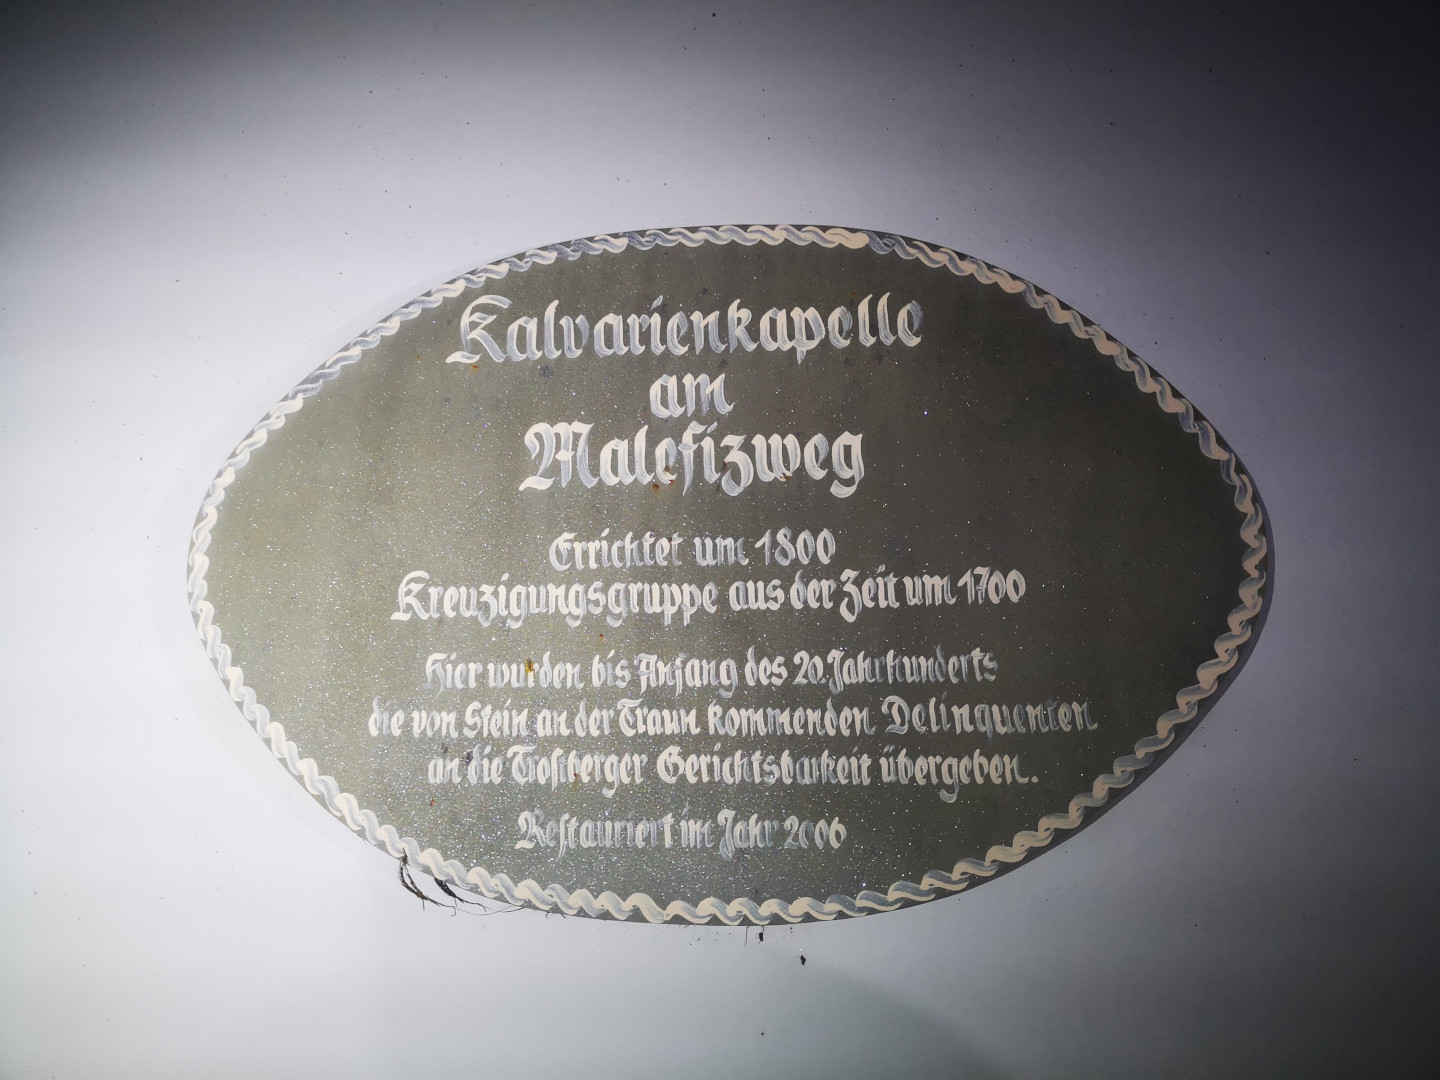 Kalvarienkapelle
am
Malefizweg
Errichtet um 1800
Kreuzigungsgruppe aus der Zeit um 1700
Hier wurden bis Anfang des 20. Jahrhunderts
die von Stein an der Traun kommenden Delinquenten
an die Troßberger Gerichtsbarkeit übergeben.
Restauriert im Jahr 2006